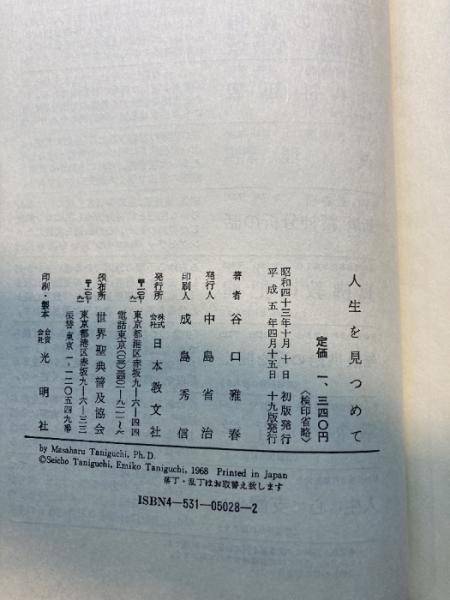 人生を見つめて
定価 一、三四〇円
〈検印省略〉
昭和四十三年十月十日 初版発行
平成五年四月十五日 十九版発行
著者 谷口雅春
発行人 中島省治
印刷人 成島秀信
発行所 株式会社 日本教文社
東京都港区赤坂九-六-四四
頒布所 世界聖典普及協会
東京都港区赤坂九-六-三三
振替東京一-一二〇五四九番
印刷・製本 合資会社 光明社
by Masaharu Taniguchi, Ph. D.
©Seicho Taniguchi, Emiko Taniguchi, 1968 Printed in Japan
落丁・乱丁はお取替え致します
ISBN4-531-05028-2